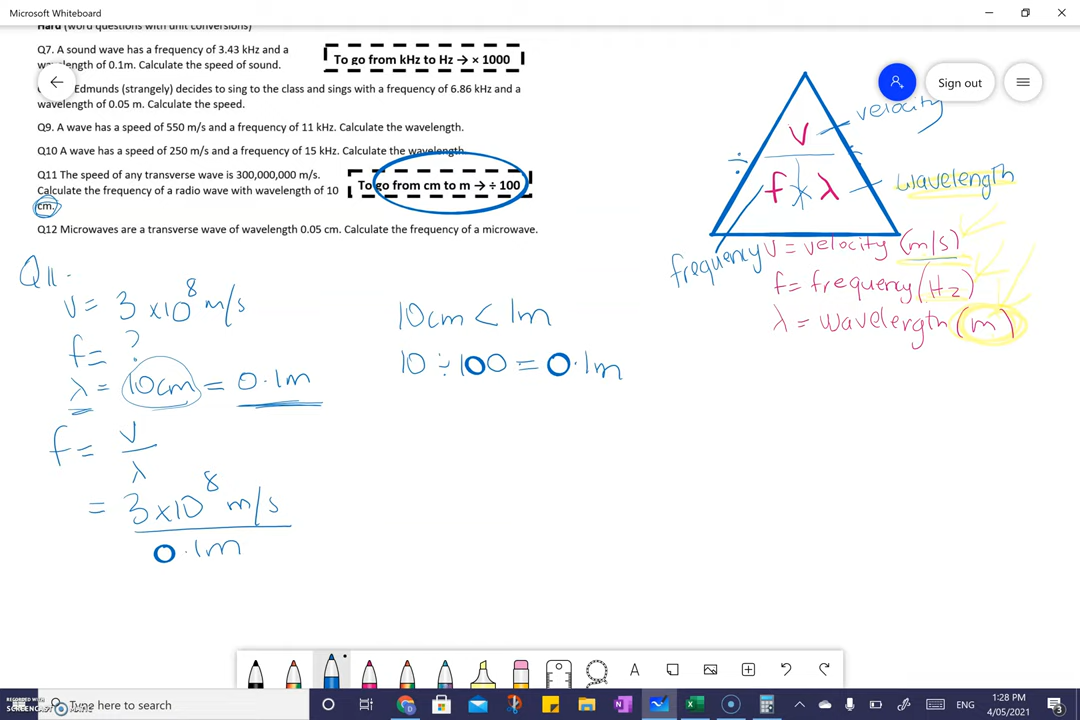 Microsoft Whiteboard
Hard (word questions with unit conversions)
Q7. A sound wave has a frequency of 3.43 kHz and a
wavelength of 0.1m. Calculate the speed of sound.
To go from kHz to Hz → × 1000
Edmunds (strangely) decides to sing to the class and sings with a frequency of 6.86 kHz and a
wavelength of 0.05 m. Calculate the speed.
Q9. A wave has a speed of 550 m/s and a frequency of 11 kHz. Calculate the wavelength.
Q10 A wave has a speed of 250 m/s and a frequency of 15 kHz. Calculate the wavelength.
Q11 The speed of any transverse wave is 300,000,000 m/s.
Calculate the frequency of a radio wave with wavelength of 10
cm.
To go from cm to m → ÷ 100
Q12 Microwaves are a transverse wave of wavelength 0.05 cm. Calculate the frequency of a microwave.
Sign out
v
velocity
÷ ÷
f × λ
wavelength
frequency
v = velocity (m/s)
f = frequency (Hz)
λ = wavelength (m)
Q11.
v = 3 × 10⁸ m/s
f = ?
λ = 10cm = 0.1m
f = v
λ
= 3×10⁸ m/s
0.1m
10cm < 1m
10 ÷ 100 = 0.1m
A
RECORDED WITH
Type here to search
ENG
1:28 PM
4/05/2021
3